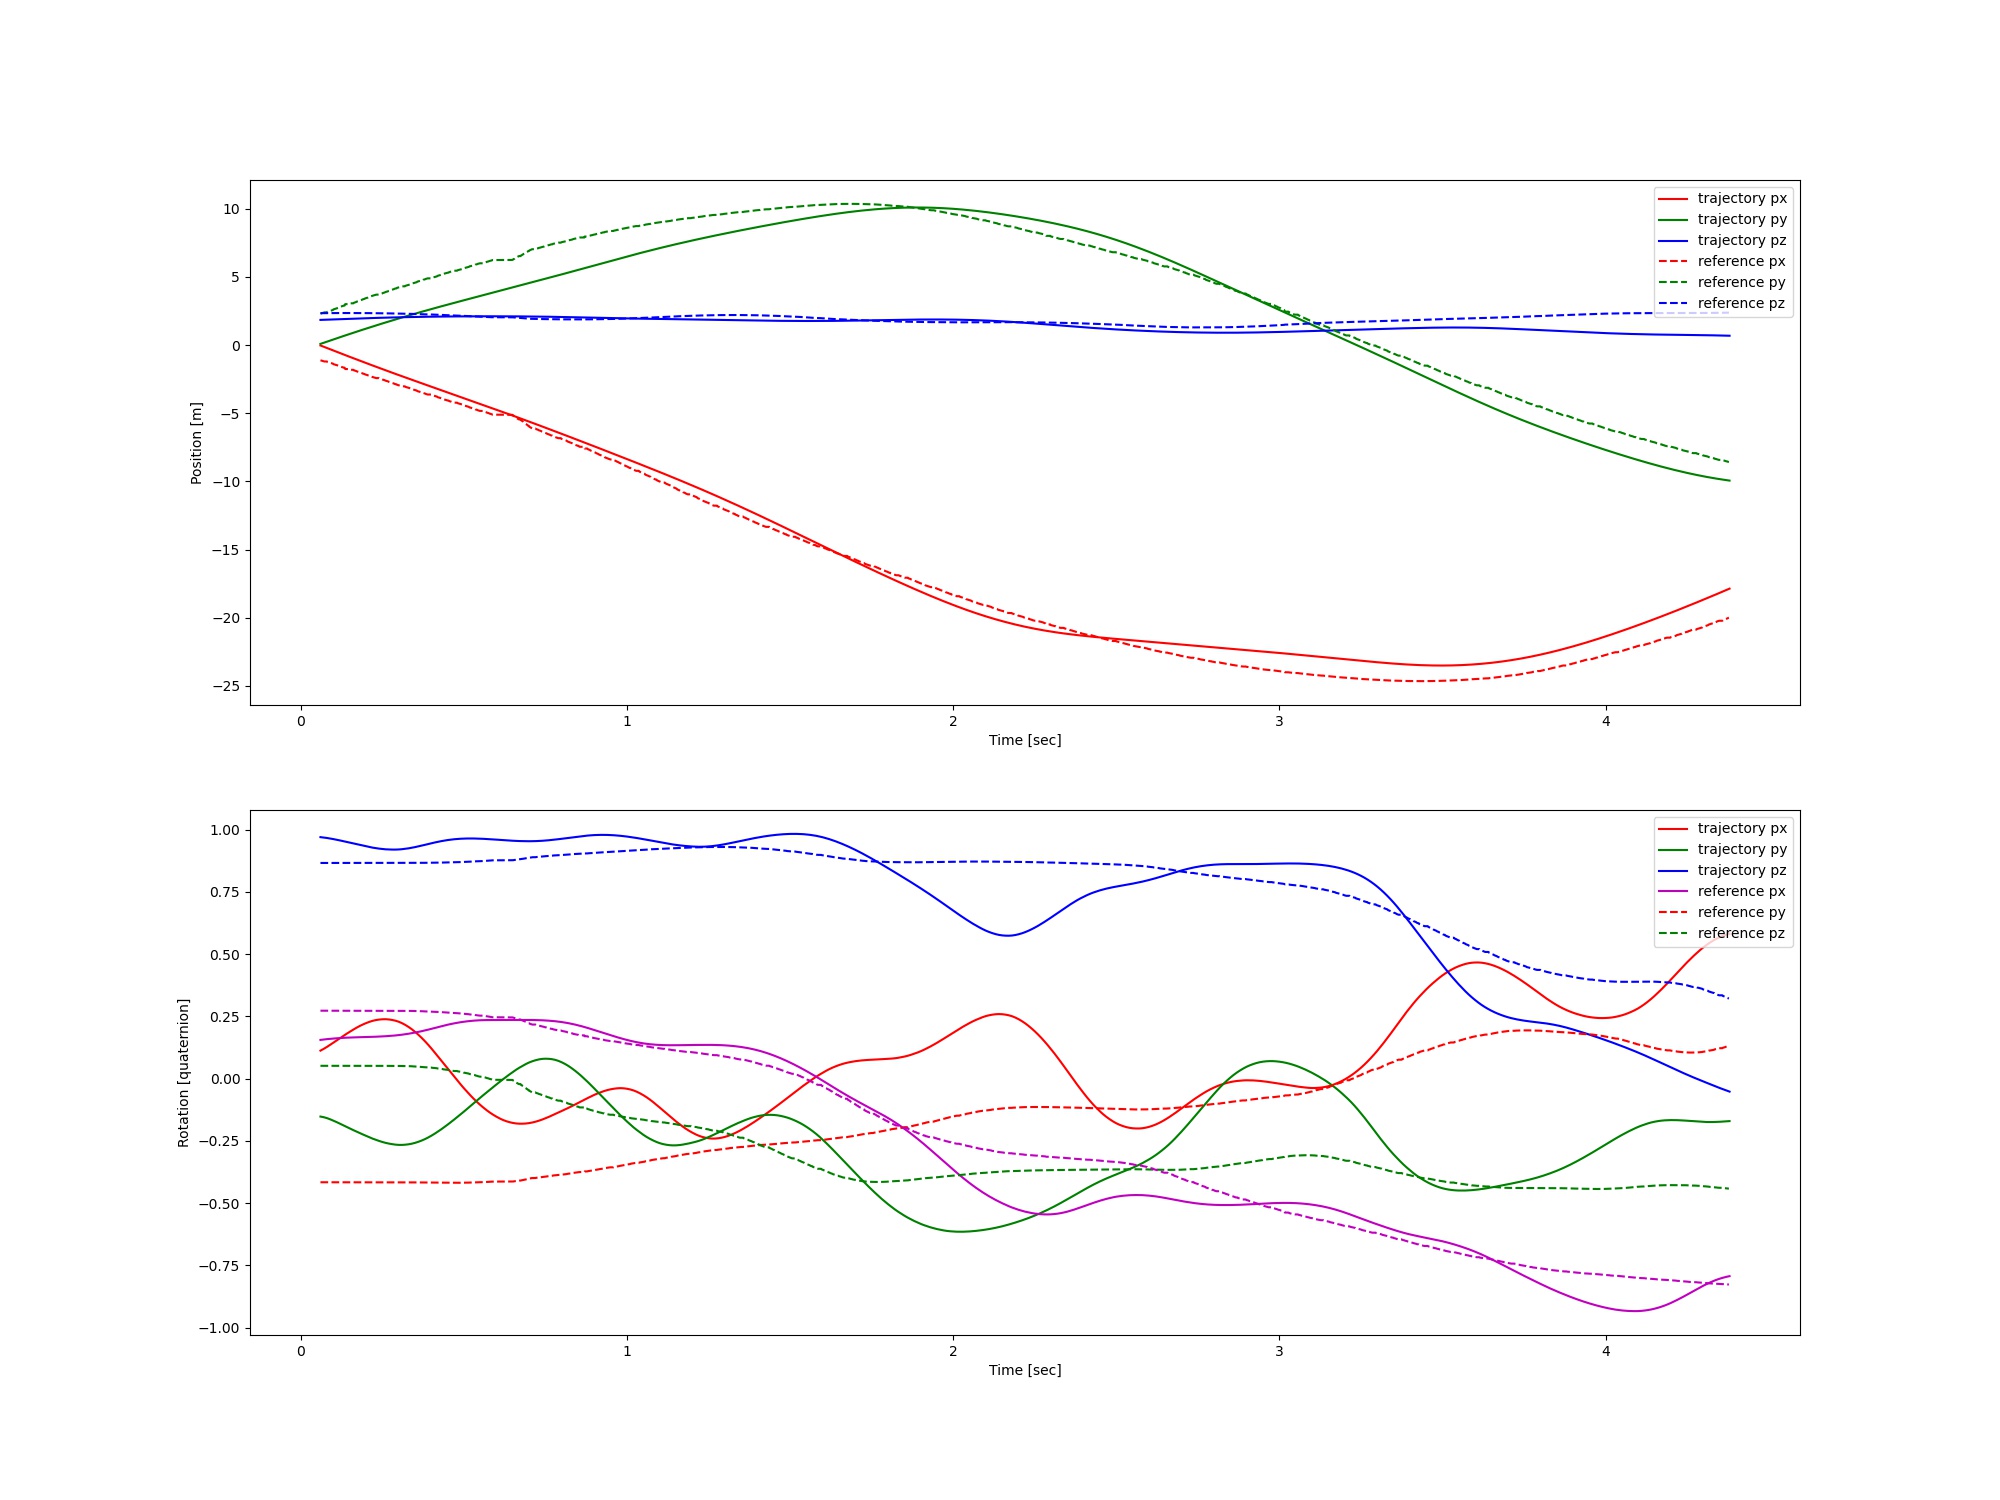 10
5
0
−5
−10
−15
−20
−25
Position [m]
trajectory px
trajectory py
trajectory pz
reference px
reference py
reference pz
0 1 2 3 4
Time [sec]
1.00
0.75
0.50
0.25
0.00
−0.25
−0.50
−0.75
−1.00
Rotation [quaternion]
trajectory px
trajectory py
trajectory pz
reference px
reference py
reference pz
0 1 2 3 4
Time [sec]